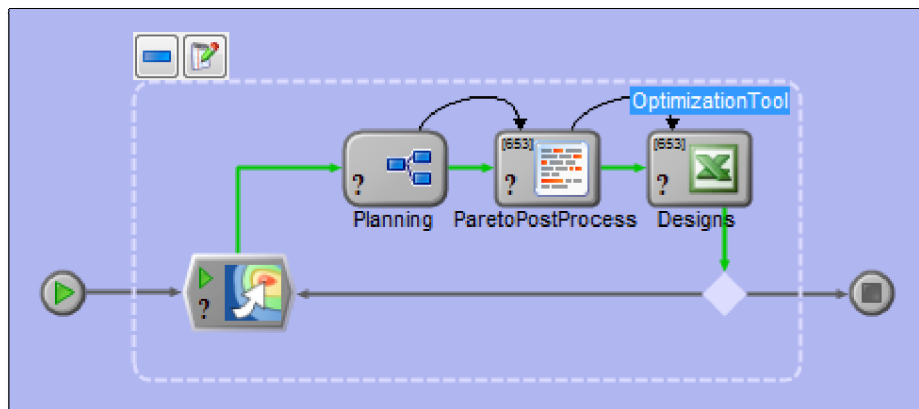 OptimizationTool
[653]
[653]
?
?
?
Planning
ParetoPostProcess
Designs
?